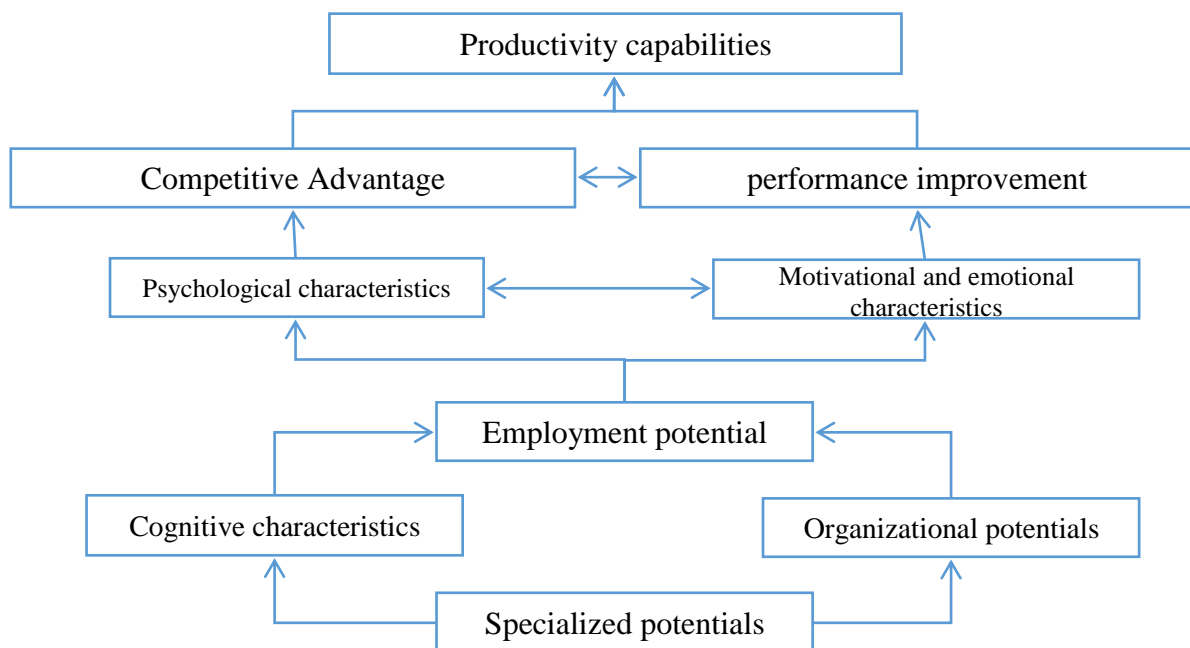 Productivity capabilities
Competitive Advantage
performance improvement
Psychological characteristics
Motivational and emotional
characteristics
Employment potential
Cognitive characteristics
Organizational potentials
Specialized potentials